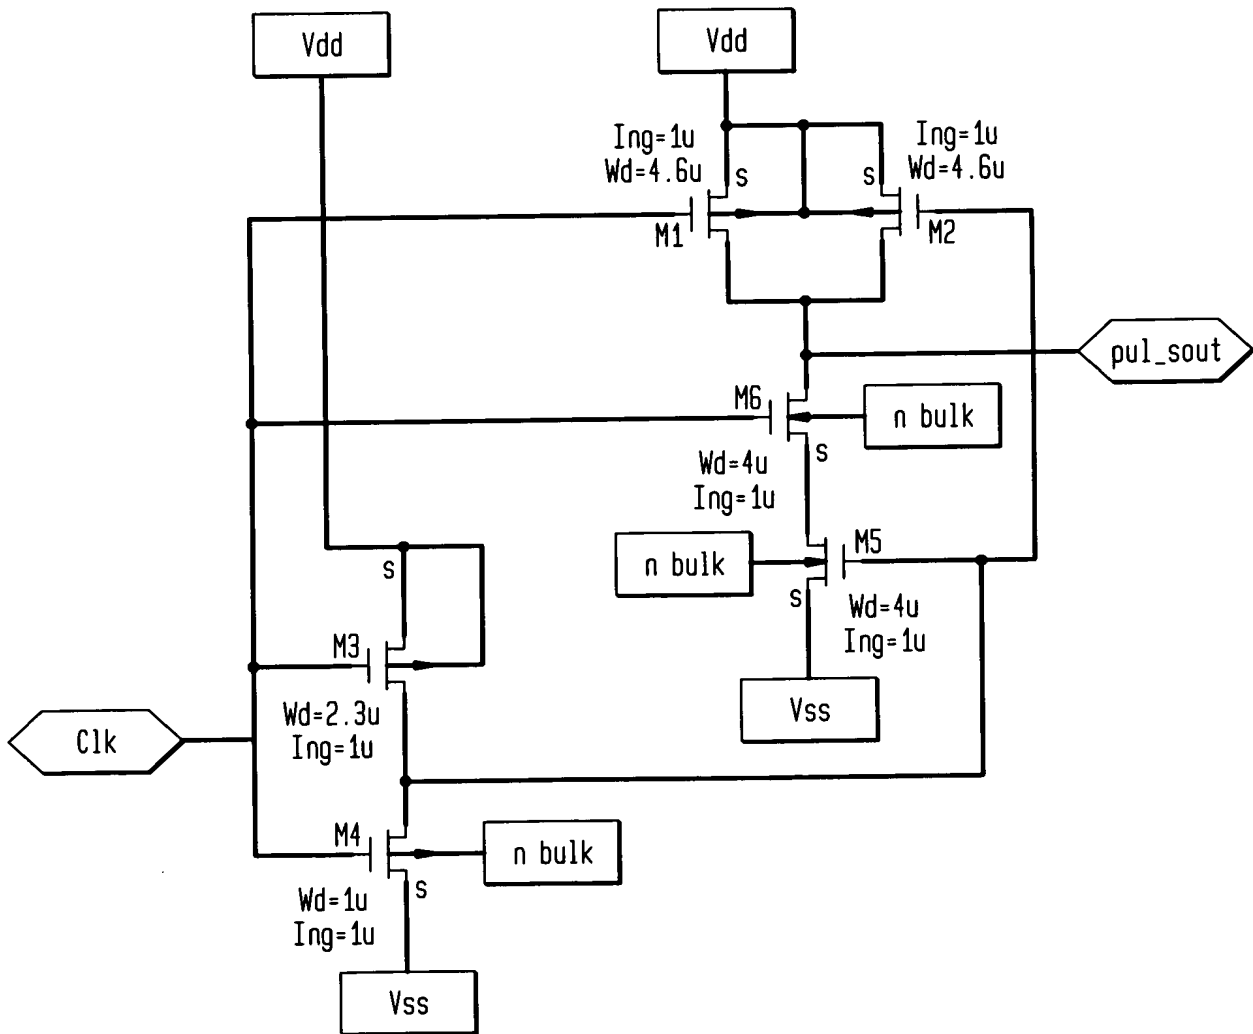 Vdd
Vdd
Ing=1u
Wd=4.6u
Ing=1u
Wd=4.6u
s
s
M1
M2
pul_sout
M6
n bulk
s
Wd=4u
Ing=1u
M5
n bulk
s
s
Wd=4u
Ing=1u
M3
Vss
Wd=2.3u
Ing=1u
Clk
M4
n bulk
s
Wd=1u
Ing=1u
Vss